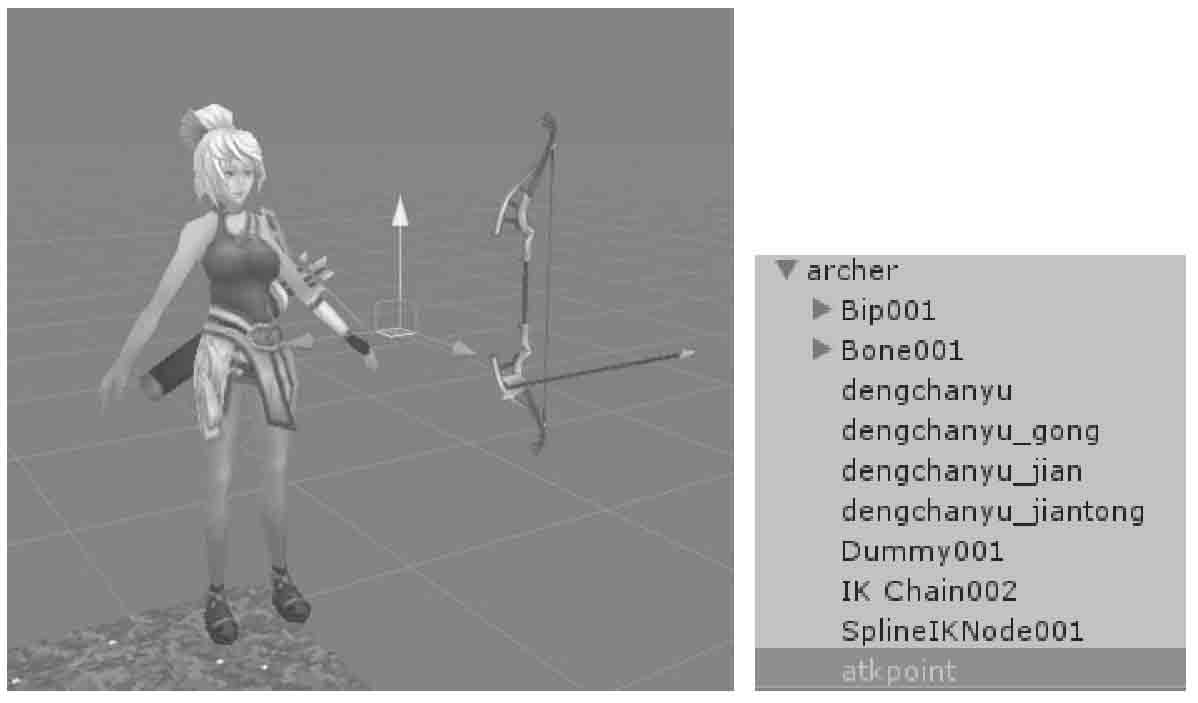 archer
Bip001
Bone001
dengchanyu
dengchanyu_gong
dengchanyu_jian
dengchanyu_jiantong
Dummy001
IK Chain002
SplineIKNode001
atkpoint